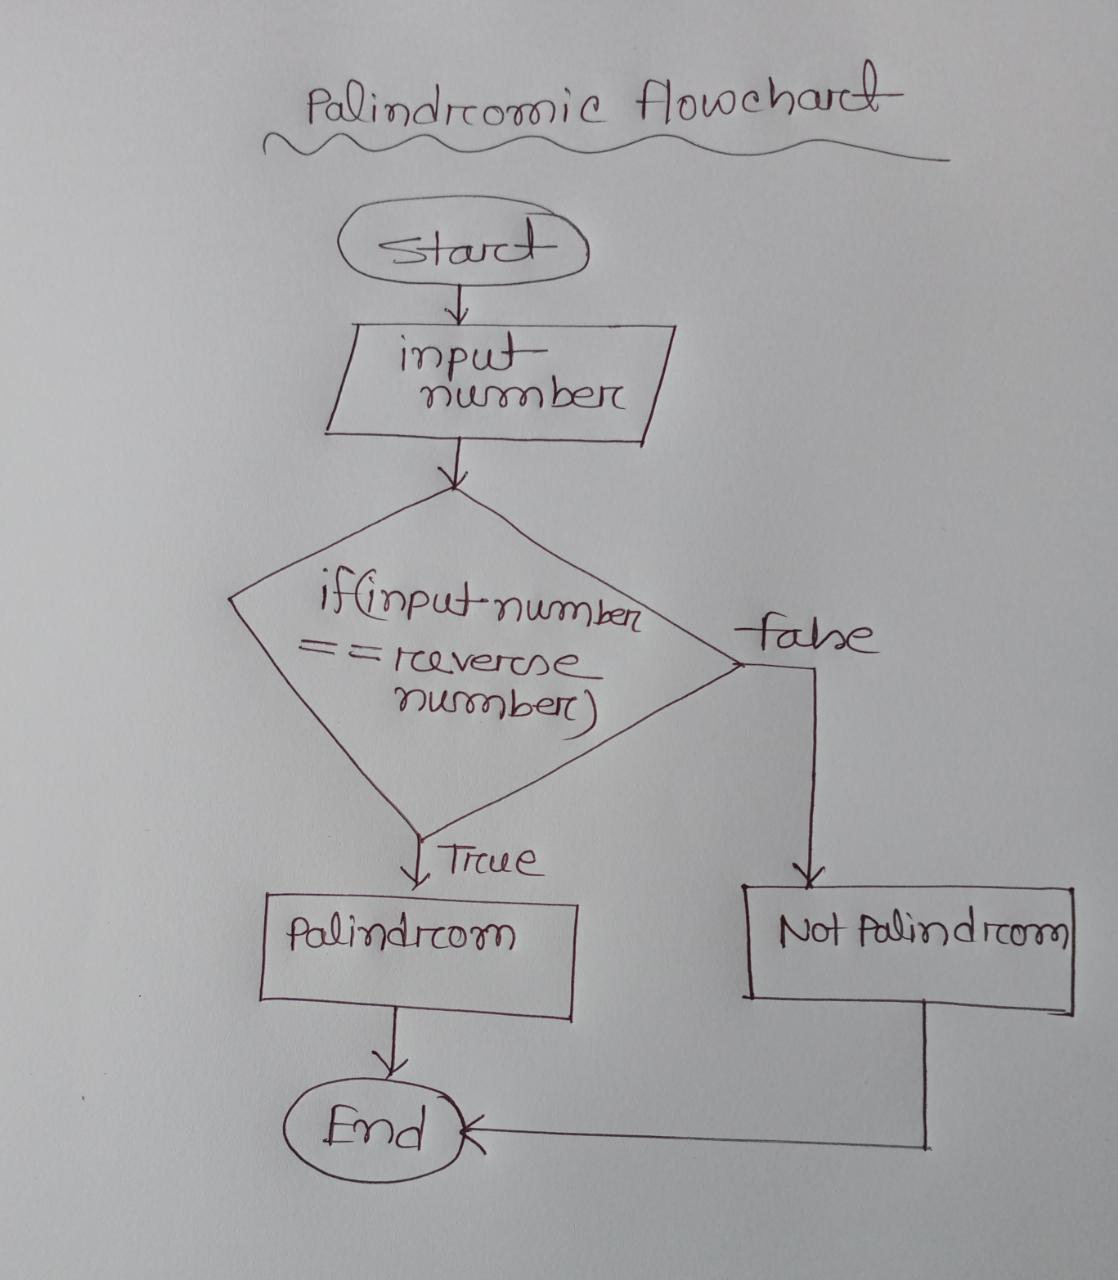 Palindromic flowchart
Start
input
number
if(input number
== reverse
number)
false
True
Palindrom
Not Palindrom
End